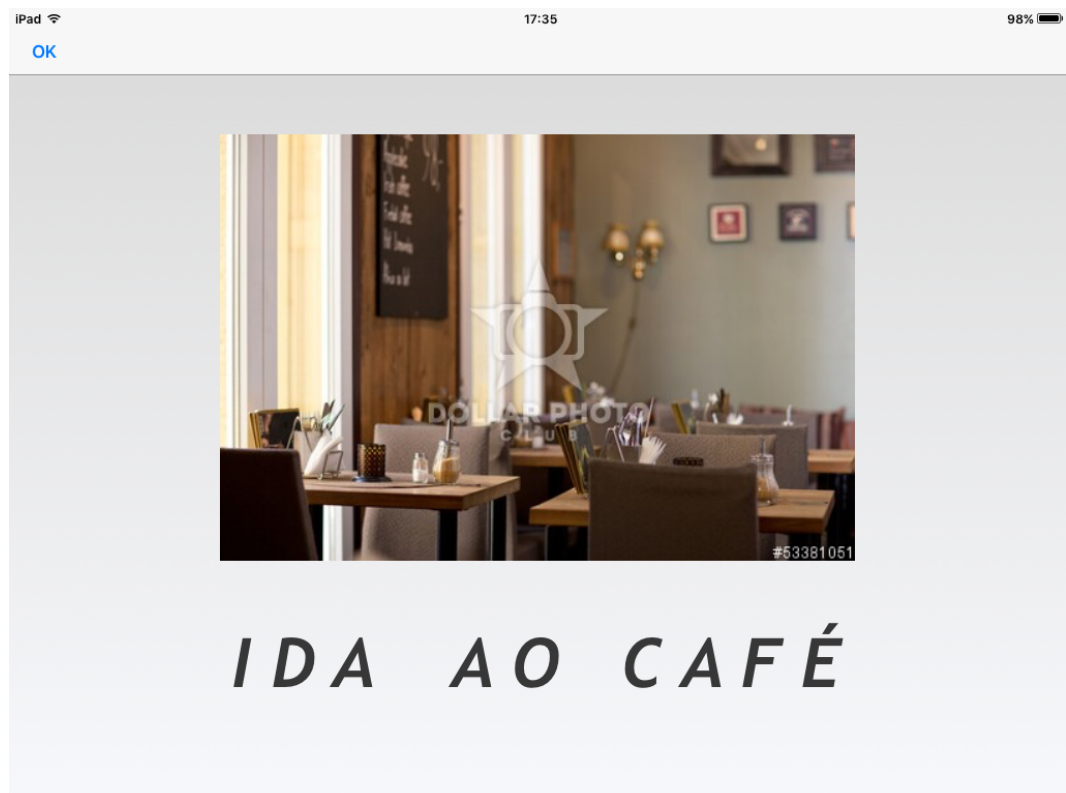 iPad 17:35 98%
OK
DOLLAR PHOTO
CLUB
#53381051
IDA AO CAFÉ